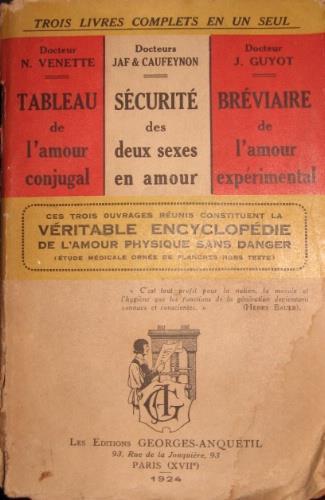 TROIS LIVRES COMPLETS EN UN SEUL
Docteur
N. VENETTE
TABLEAU
de
l'amour
conjugal
Docteurs
JAF & CAUFEYNON
SÉCURITÉ
des
deux sexes
en amour
Docteur
J. GUYOT
BRÉVIAIRE
de
l'amour
expérimental
CES TROIS OUVRAGES RÉUNIS CONSTITUENT LA
VÉRITABLE ENCYCLOPÉDIE
DE L'AMOUR PHYSIQUE SANS DANGER
(ÉTUDE MÉDICALE ORNÉE DE PLANCHES HORS TEXTE)
« C'est tout profit pour la nation, la morale et
l'hygiène que les fonctions de la génération deviennent
connues et conscientes. »
(HENRY BAUER)
AG
LES EDITIONS GEORGES-ANQUETIL
93, Rue de la Jonquière, 93
PARIS (XVIIe)
1924